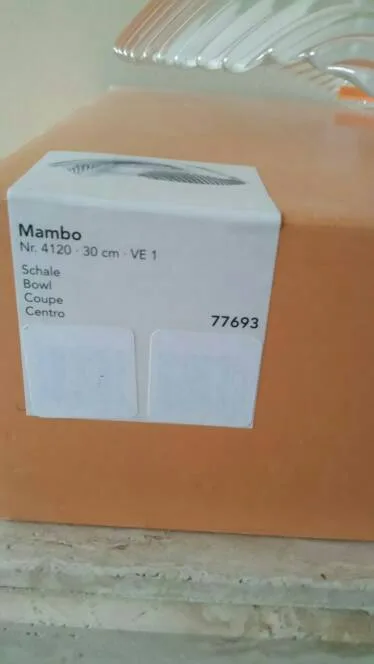 Mambo
Nr. 4120 · 30 cm · VE 1
Schale
Bowl
Coupe
Centro
77693